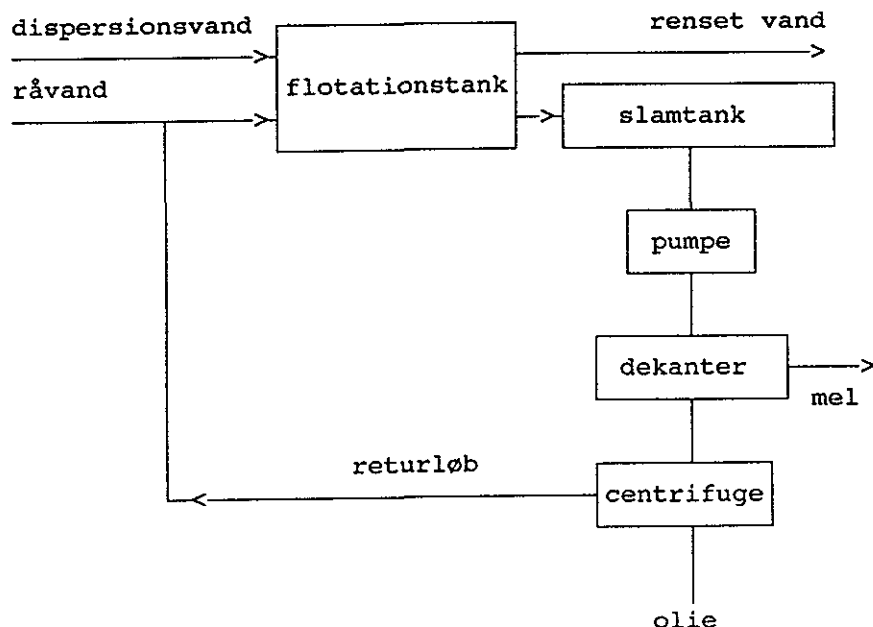 dispersionsvand
renset vand
råvand
flotationstank
slamtank
pumpe
dekanter
mel
returløb
centrifuge
olie